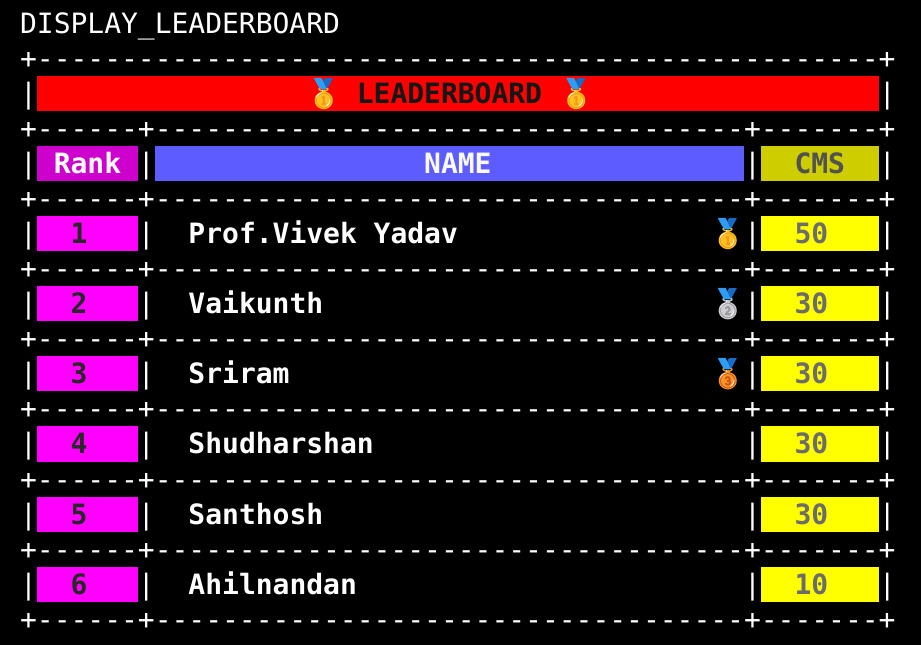 DISPLAY_LEADERBOARD
🥇 LEADERBOARD 🥇
Rank | NAME | CMS
1 | Prof.Vivek Yadav 🥇 | 50
2 | Vaikunth 🥈 | 30
3 | Sriram 🥉 | 30
4 | Shudharshan | 30
5 | Santhosh | 30
6 | Ahilnandan | 10